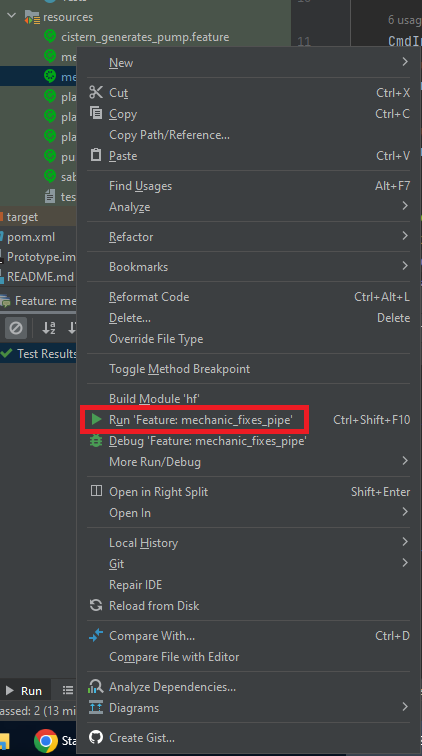 resources
6 usag
cistern_generates_pump.feature
11
CmdIn
me
New
me
Cut Ctrl+X
pla
Copy Ctrl+C
pla
Copy Path/Reference...
pla
Paste Ctrl+V
pu
sab
Find Usages Alt+F7
tes
Analyze
target
pom.xml
Refactor
Prototype.im
Bookmarks
README.md
Feature: me
Reformat Code Ctrl+Alt+L
Delete... Delete
Override File Type
Test Results
Toggle Method Breakpoint
Build Module 'hf'
Run 'Feature: mechanic_fixes_pipe' Ctrl+Shift+F10
Debug 'Feature: mechanic_fixes_pipe'
More Run/Debug
Open in Right Split Shift+Enter
Open In
Local History
Git
Repair IDE
Reload from Disk
Compare With... Ctrl+D
Compare File with Editor
Run
Analyze Dependencies...
assed: 2 (13 min
Diagrams
Sta
Create Gist...